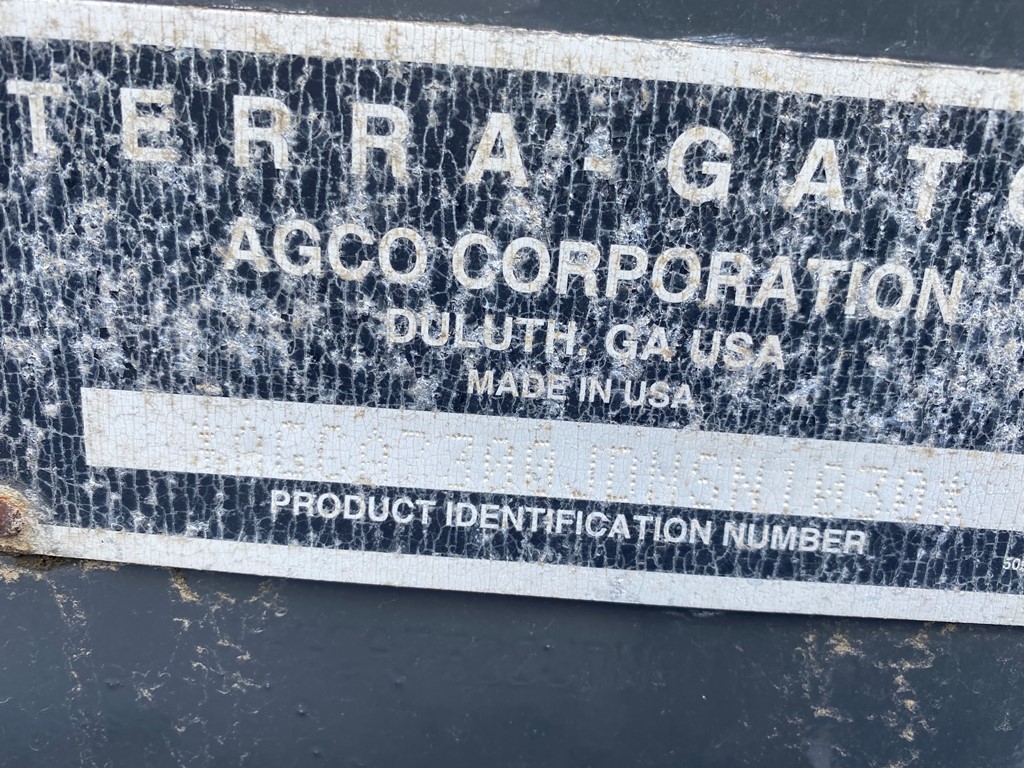 TERRA-GATO
AGCO CORPORATION
DULUTH, GA USA
MADE IN USA
PRODUCT IDENTIFICATION NUMBER